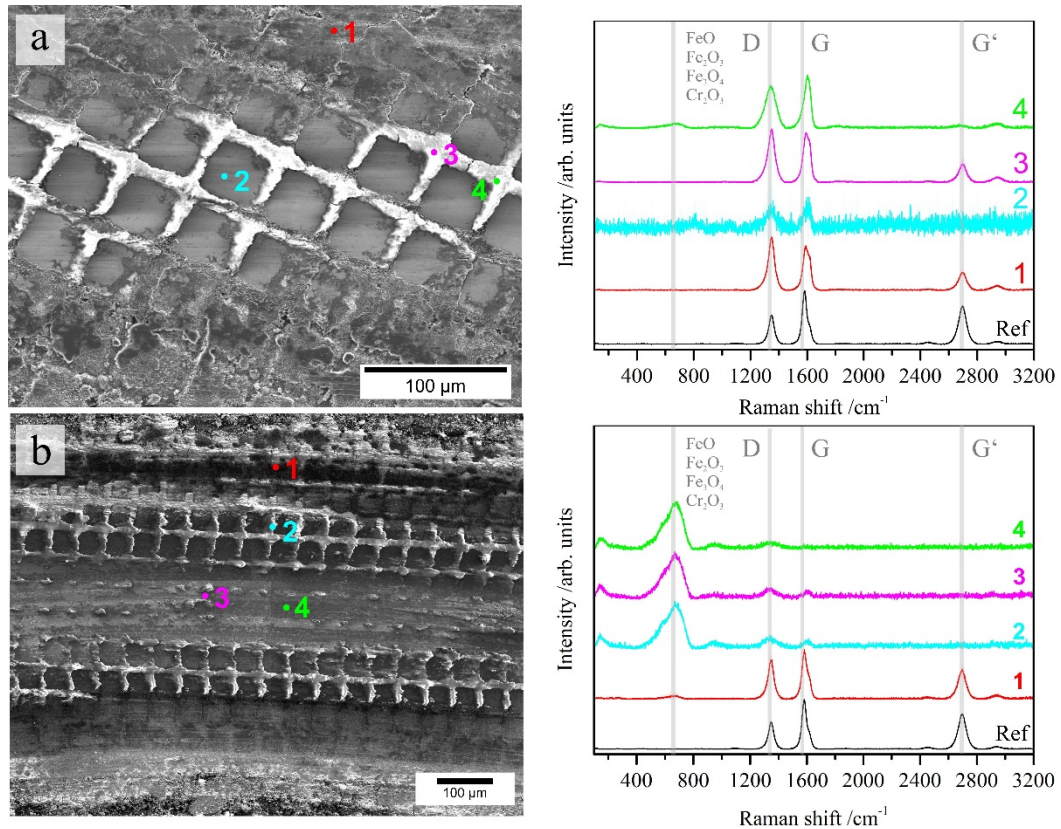 a
1
2
3
4
100 µm
FeO
Fe₂O₃
Fe₃O₄
Cr₂O₃
D
G
G‘
4
3
2
1
Ref
Intensity /arb. units
400 800 1200 1600 2000 2400 2800 3200
Raman shift /cm⁻¹
b
1
2
3
4
100 µm
FeO
Fe₂O₃
Fe₃O₄
Cr₂O₃
D
G
G‘
4
3
2
1
Ref
Intensity /arb. units
400 800 1200 1600 2000 2400 2800 3200
Raman shift /cm⁻¹